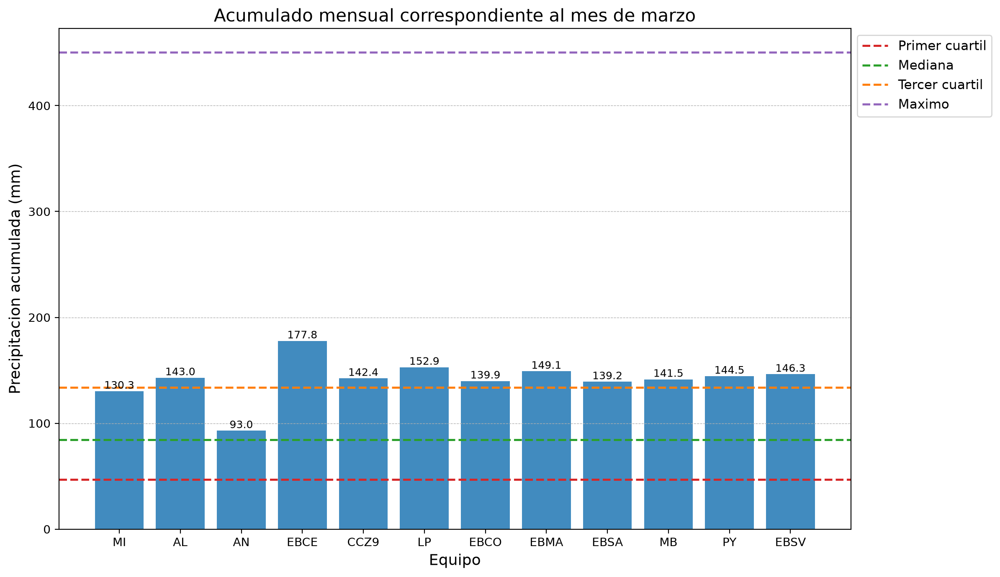 Acumulado mensual correspondiente al mes de marzo
Precipitacion acumulada (mm)
400
300
200
100
0
130.3
143.0
93.0
177.8
142.4
152.9
139.9
149.1
139.2
141.5
144.5
146.3
MI
AL
AN
EBCE
CCZ9
LP
EBCO
EBMA
EBSA
MB
PY
EBSV
Equipo
Primer cuartil
Mediana
Tercer cuartil
Maximo